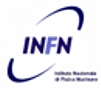 INFN
Istituto Nazionale
di Fisica Nucleare